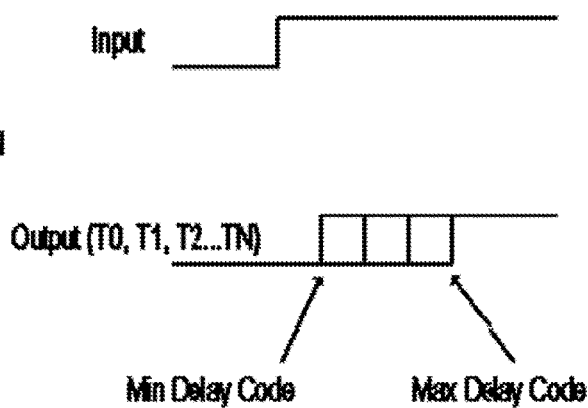 Input
Output (T0, T1, T2...TN)
Min Delay Code
Max Delay Code